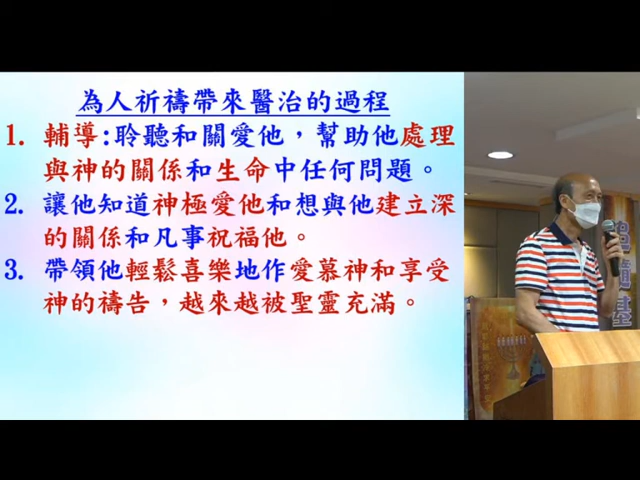 為人祈禱帶來醫治的過程
1. 輔導:聆聽和關愛他，幫助他處理
與神的關係和生命中任何問題。
2. 讓他知道神極愛他和想與他建立深
的關係和凡事祝福他。
3. 帶領他輕鬆喜樂地作愛慕神和享受
神的禱告，越來越被聖靈充滿。